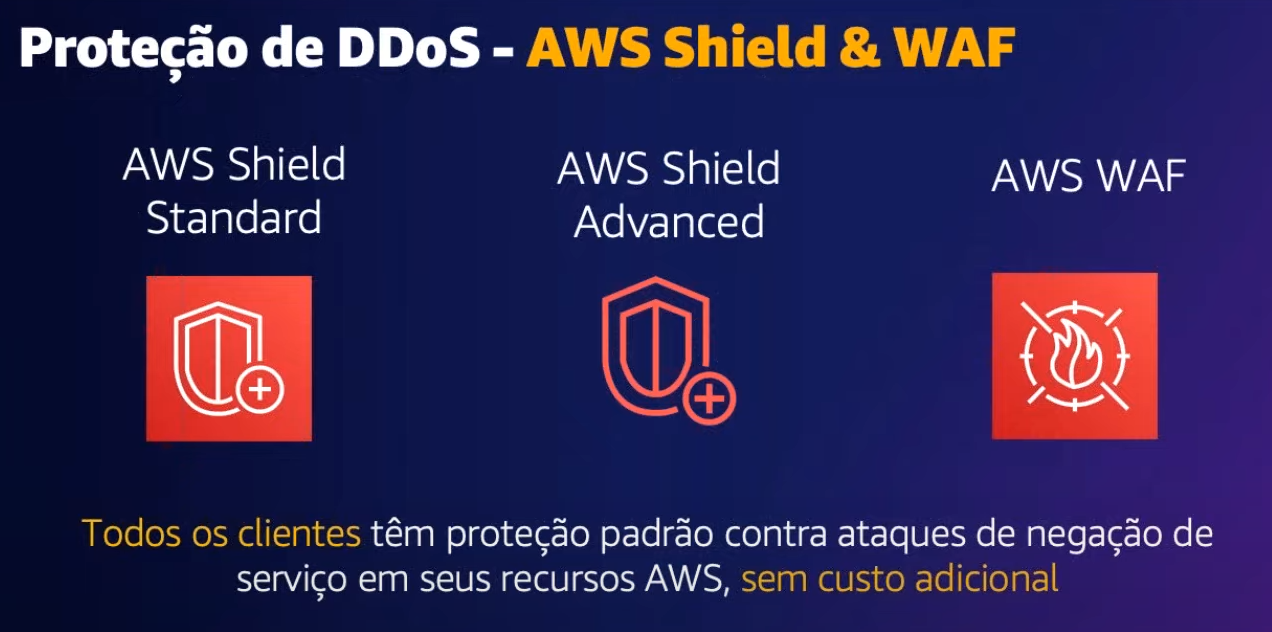 Proteção de DDoS - AWS Shield & WAF
AWS Shield
Standard
AWS Shield
Advanced
AWS WAF
Todos os clientes têm proteção padrão contra ataques de negação de
serviço em seus recursos AWS, sem custo adicional